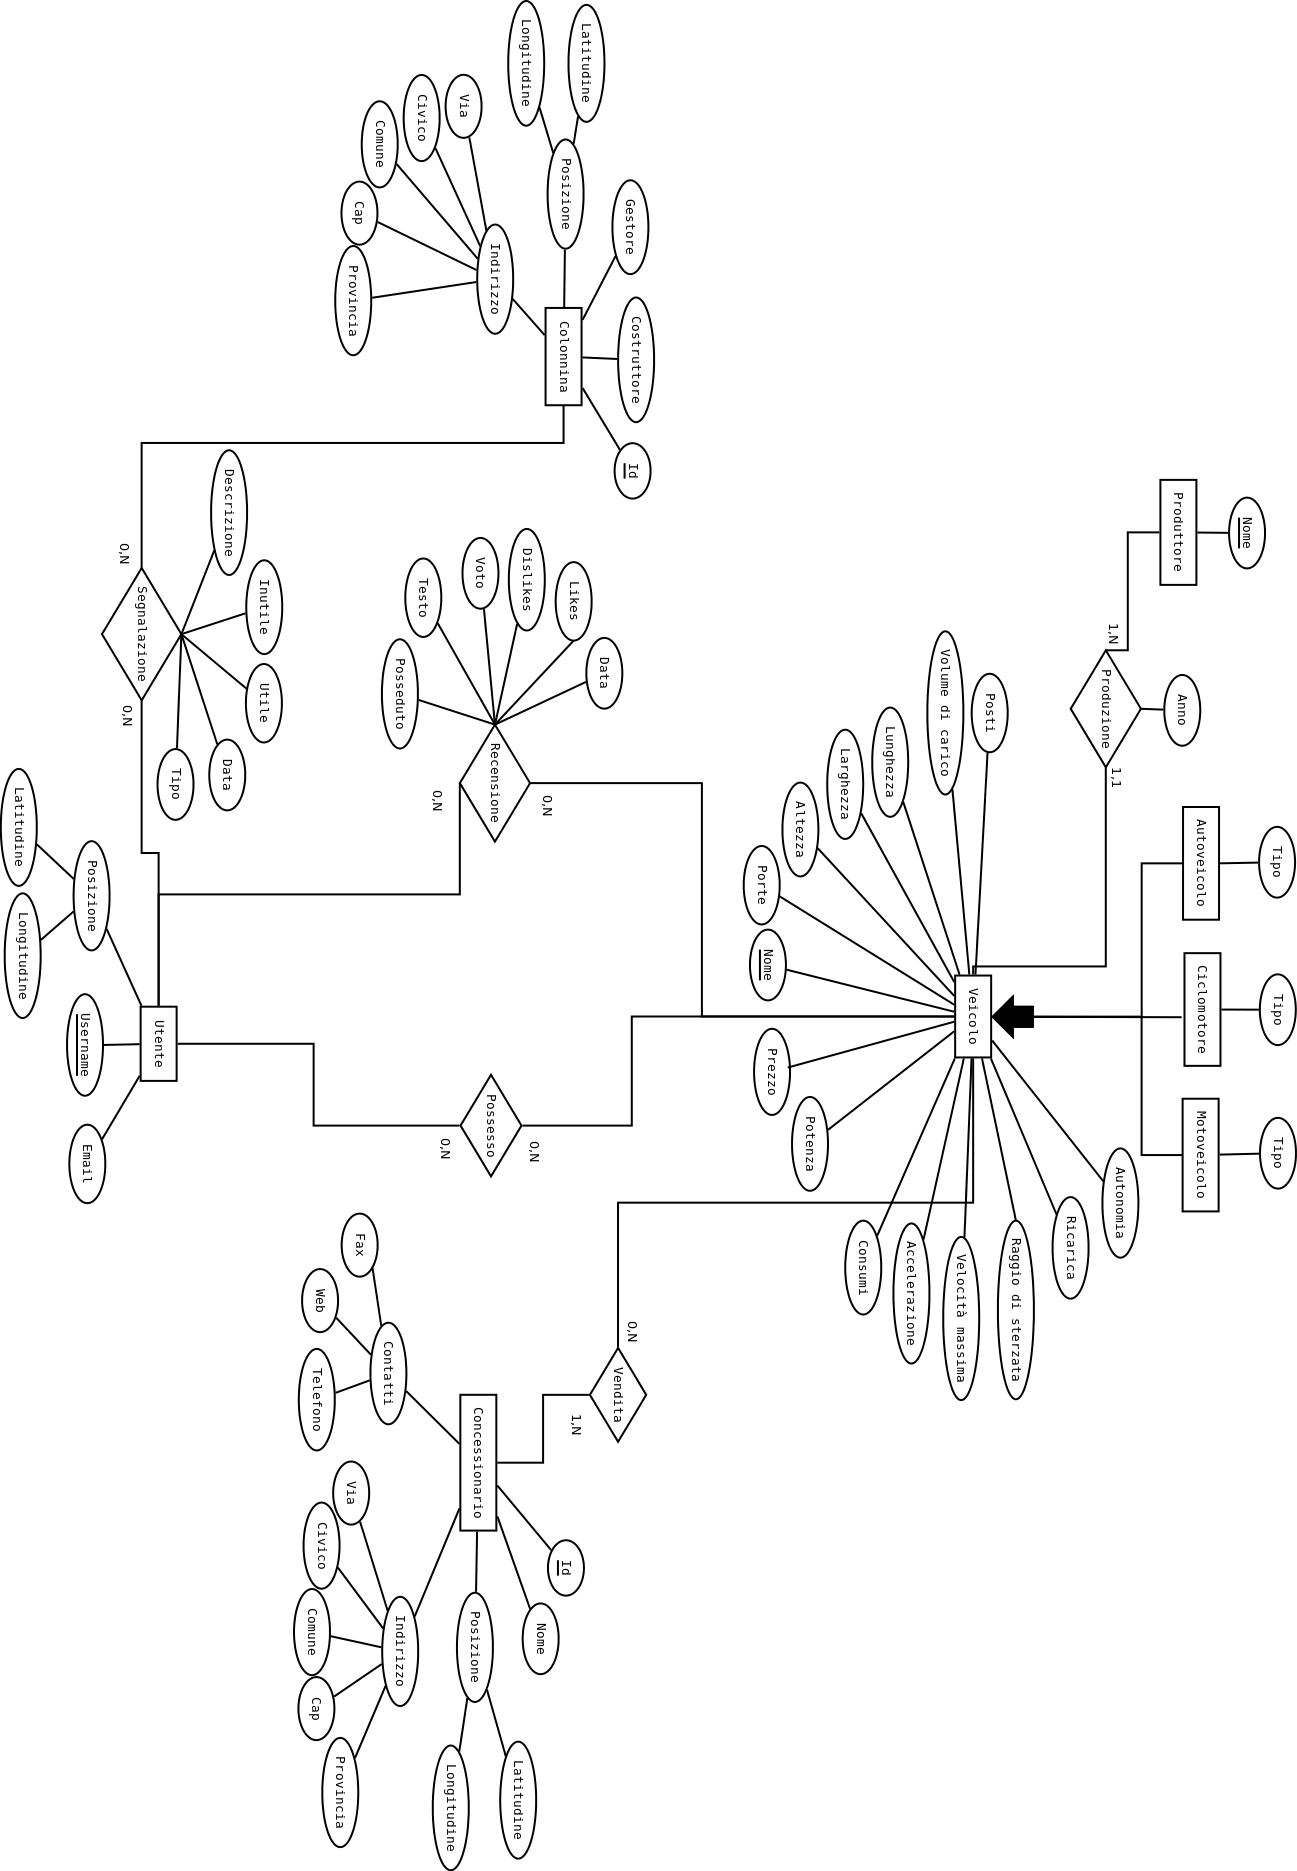 Nome
Produttore
1,N
Produzione
Anno
1,1
Autoveicolo
Tipo
Ciclomotore
Tipo
Motoveicolo
Tipo
Posti
Volume di carico
Lunghezza
Larghezza
Altezza
Porte
Nome
Veicolo
Prezzo
Potenza
Consumi
Accelerazione
Velocità massima
Raggio di sterzata
Ricarica
Autonomia
Latitudine
Longitudine
Posizione
Gestore
Costruttore
Id
Colonnina
Via
Civico
Comune
Cap
Provincia
Indirizzo
Data
Likes
Dislikes
Voto
Testo
Posseduto
Recensione
0,N
0,N
Descrizione
Inutile
Utile
Data
Tipo
0,N
Segnalazione
0,N
Latitudine
Longitudine
Posizione
Username
Email
Utente
Possesso
0,N
0,N
0,N
Vendita
1,N
Concessionario
Id
Nome
Posizione
Latitudine
Longitudine
Fax
Web
Telefono
Contatti
Via
Civico
Comune
Cap
Provincia
Indirizzo